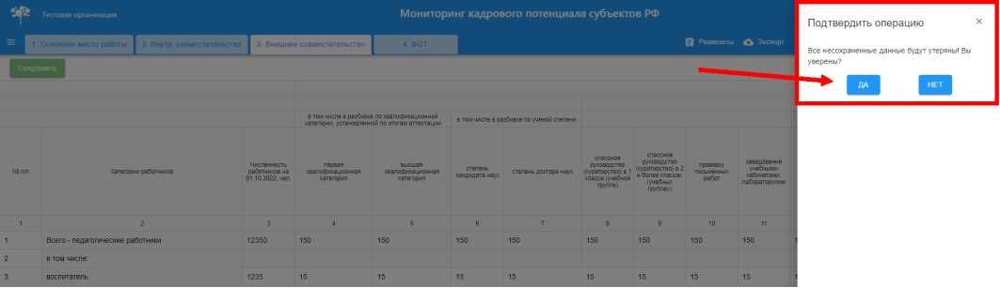 Тестовая организация
Мониторинг кадрового потенциала субъектов РФ
1. Основное место работы
2. Внутр. совместительство
3. Внешнее совместительство
4. ФОТ
Реквизиты
Экспорт
Подтвердить операцию ×
Все несохраненные данные будут утеряны! Вы
уверены?
ДА
НЕТ
Сохранить
в том числе в разбивке по квалификационной
категории, установленной по итогам аттестации
в том числе в разбивке по ученой степени
№ п/п
Категории работников
Численность
работников на
01.10.2022, чел.
первая
квалификационная
категория
высшая
квалификационная
категория
степень
кандидата наук
степень доктора наук
классное
руководство
(кураторство) в 1
классе (учебной
группе)
классное
руководство
(кураторство) в 2
и более классах
(учебных
группах)
проверку
письменных
работ
заведование
учебными
кабинетами,
лабораториями
1 2 3 4 5 6 7 8 9 10 11
1 Всего - педагогические работники 12350 150 150 150 150 150 150 150 150
2 в том числе:
3 воспитатель 1235 15 15 15 15 15 15 15 15